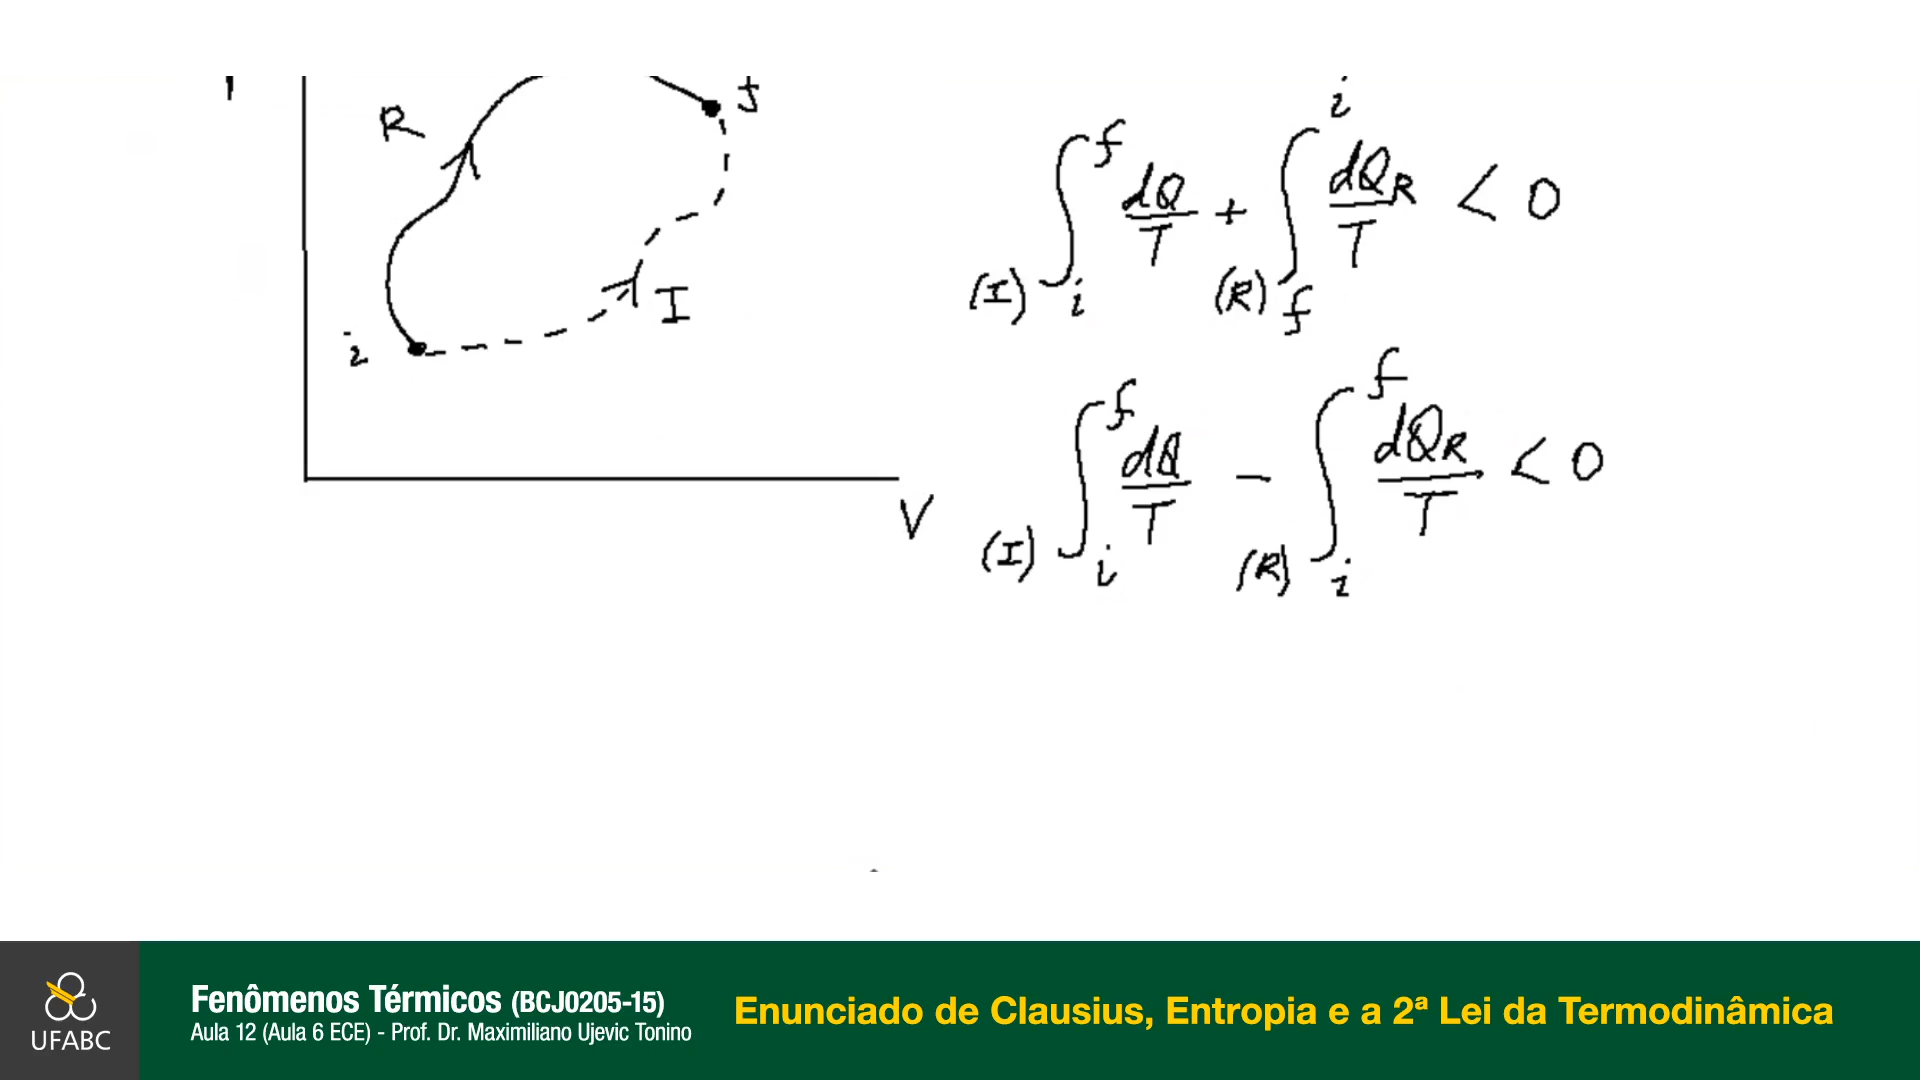 R
f
i
I
V
(I) ∫_i^f dQ/T + (R) ∫_f^i dQ_R/T < 0
(I) ∫_i^f dQ/T - (R) ∫_i^f dQ_R/T < 0
UFABC
Fenômenos Térmicos (BCJ0205-15)
Aula 12 (Aula 6 ECE) - Prof. Dr. Maximiliano Ujevic Tonino
Enunciado de Clausius, Entropia e a 2ª Lei da Termodinâmica